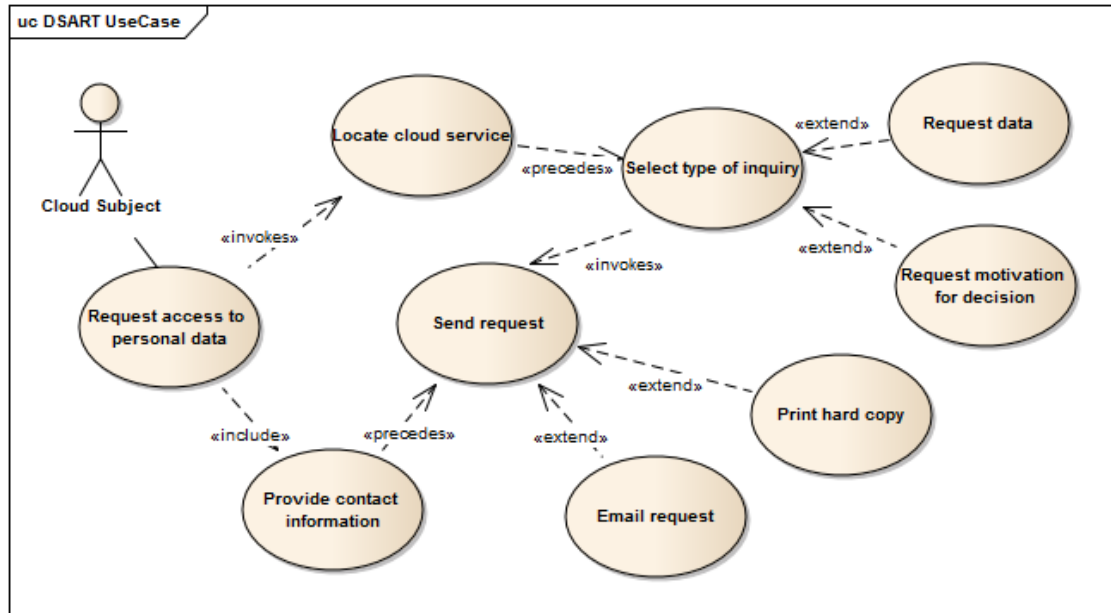 uc DSART UseCase
Cloud Subject
Locate cloud service
«precedes»
Select type of inquiry
«extend»
Request data
«extend»
Request motivation
for decision
«invokes»
«invokes»
Request access to
personal data
Send request
«extend»
Print hard copy
«include»
«precedes»
«extend»
Provide contact
information
Email request